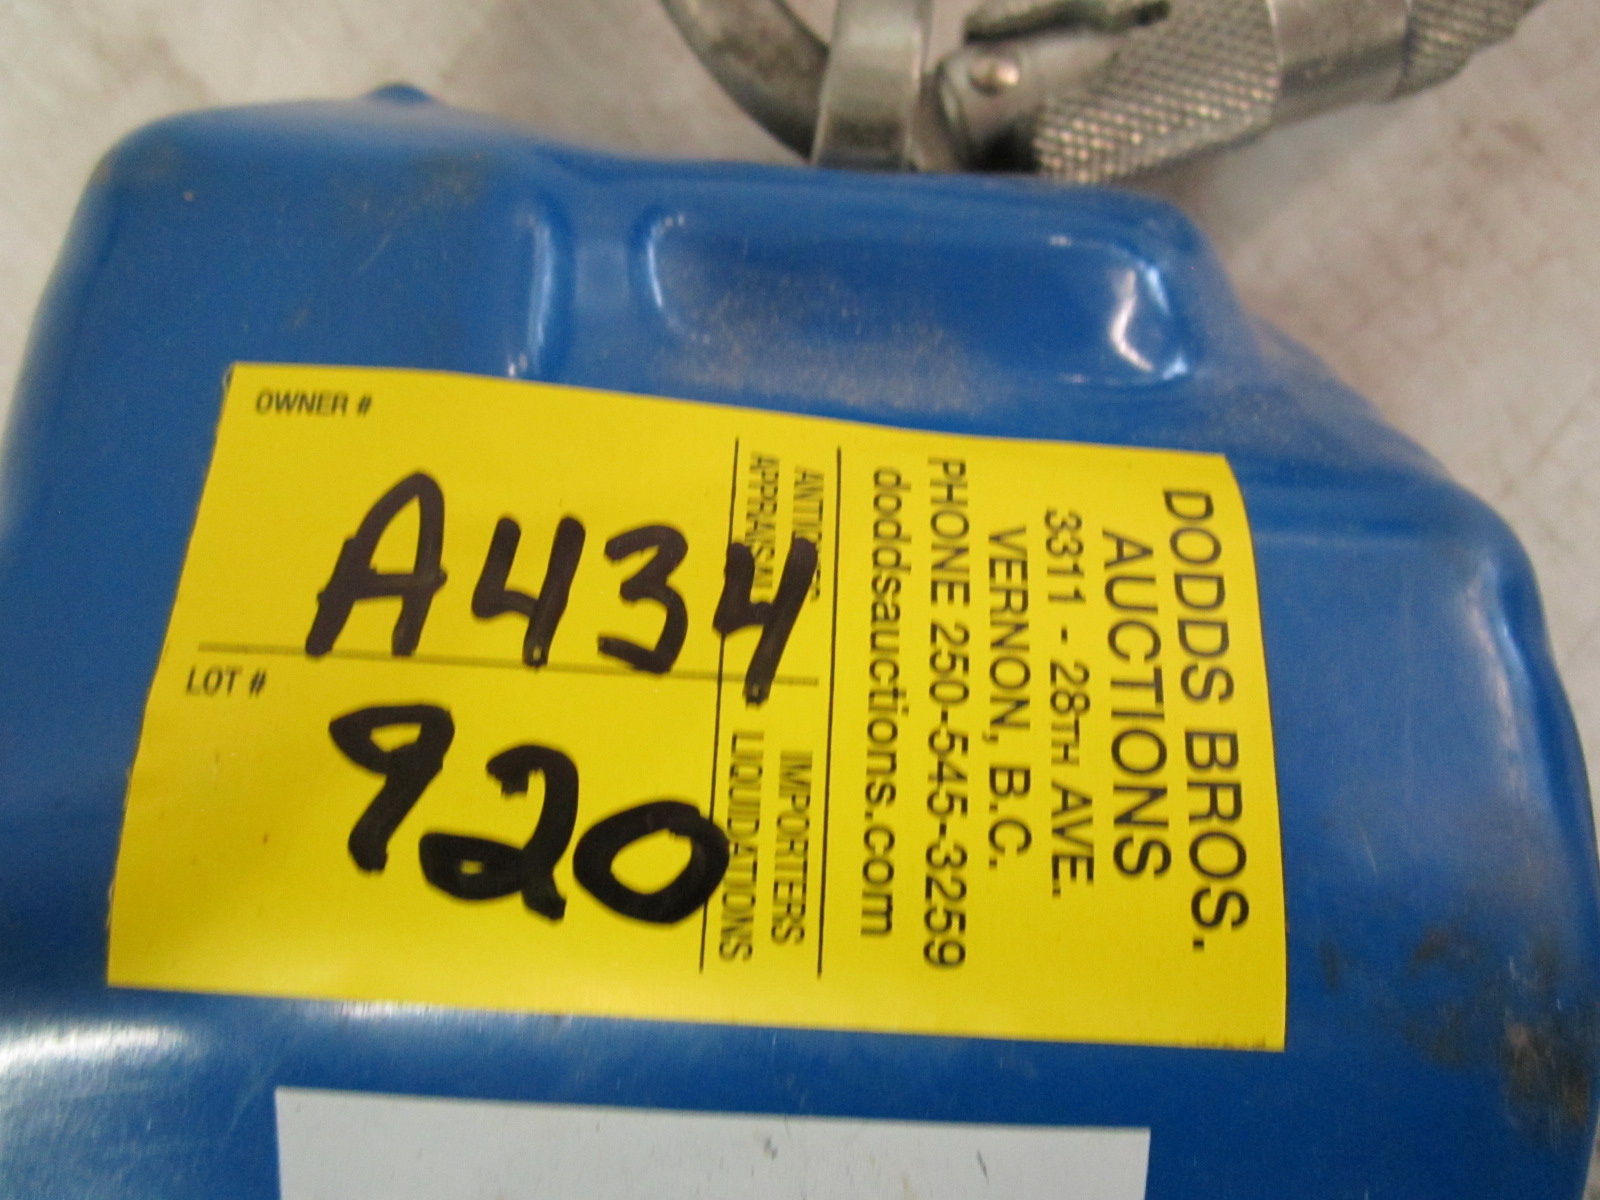 OWNER #
A434
LOT #
920
DODDS BROS.
AUCTIONS
3311 - 28TH AVE.
VERNON, B.C.
PHONE 250-545-3259
doddsauctions.com
IMPORTERS
LIQUIDATIONS